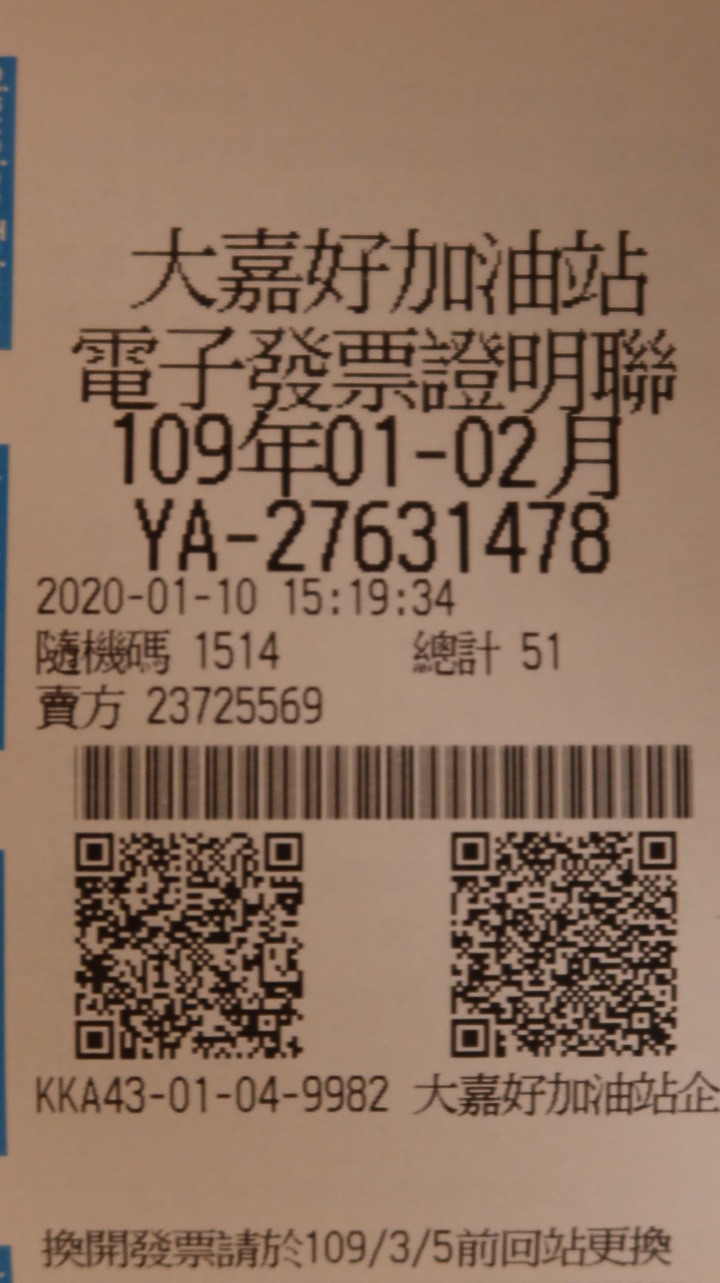 大嘉好加油站
電子發票證明聯
109年01-02月
YA-27631478
2020-01-10 15:19:34
隨機碼 1514 總計 51
賣方 23725569
KKA43-01-04-9982 大嘉好加油站企
換開發票請於109/3/5前回站更換